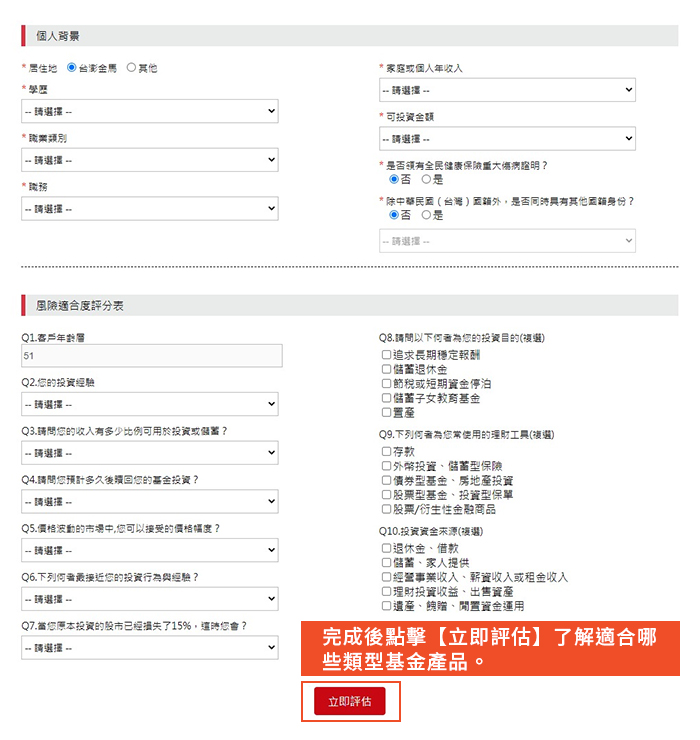 個人背景
* 居住地 台澎金馬 其他
* 學歷
-- 請選擇 --
* 職業類別
-- 請選擇 --
* 職務
-- 請選擇 --
* 家庭或個人年收入
-- 請選擇 --
* 可投資金額
-- 請選擇 --
* 是否領有全民健康保險重大傷病證明？
否 是
* 除中華民國（台灣）國籍外，是否同時具有其他國籍身份？
否 是
-- 請選擇 --
風險適合度評分表
Q1.客戶年齡層
51
Q2.您的投資經驗
-- 請選擇 --
Q3.請問您的收入有多少比例可用於投資或儲蓄？
-- 請選擇 --
Q4.請問您預計多久後贖回您的基金投資？
-- 請選擇 --
Q5.價格波動的市場中,您可以接受的價格幅度？
-- 請選擇 --
Q6.下列何者最接近您的投資行為與經驗？
-- 請選擇 --
Q7.當您原本投資的股市已經損失了15%，這時您會？
-- 請選擇 --
Q8.請問以下何者為您的投資目的(複選)
追求長期穩定報酬
儲蓄退休金
節稅或短期資金停泊
儲蓄子女教育基金
置產
Q9.下列何者為您常使用的理財工具(複選)
存款
外幣投資、儲蓄型保險
債券型基金、房地產投資
股票型基金、投資型保單
股票/衍生性金融商品
Q10.投資資金來源(複選)
退休金、借款
儲蓄、家人提供
經營事業收入、薪資收入或租金收入
理財投資收益、出售資產
遺產、餽贈、閒置資金運用
完成後點擊【立即評估】了解適合哪
些類型基金產品。
立即評估